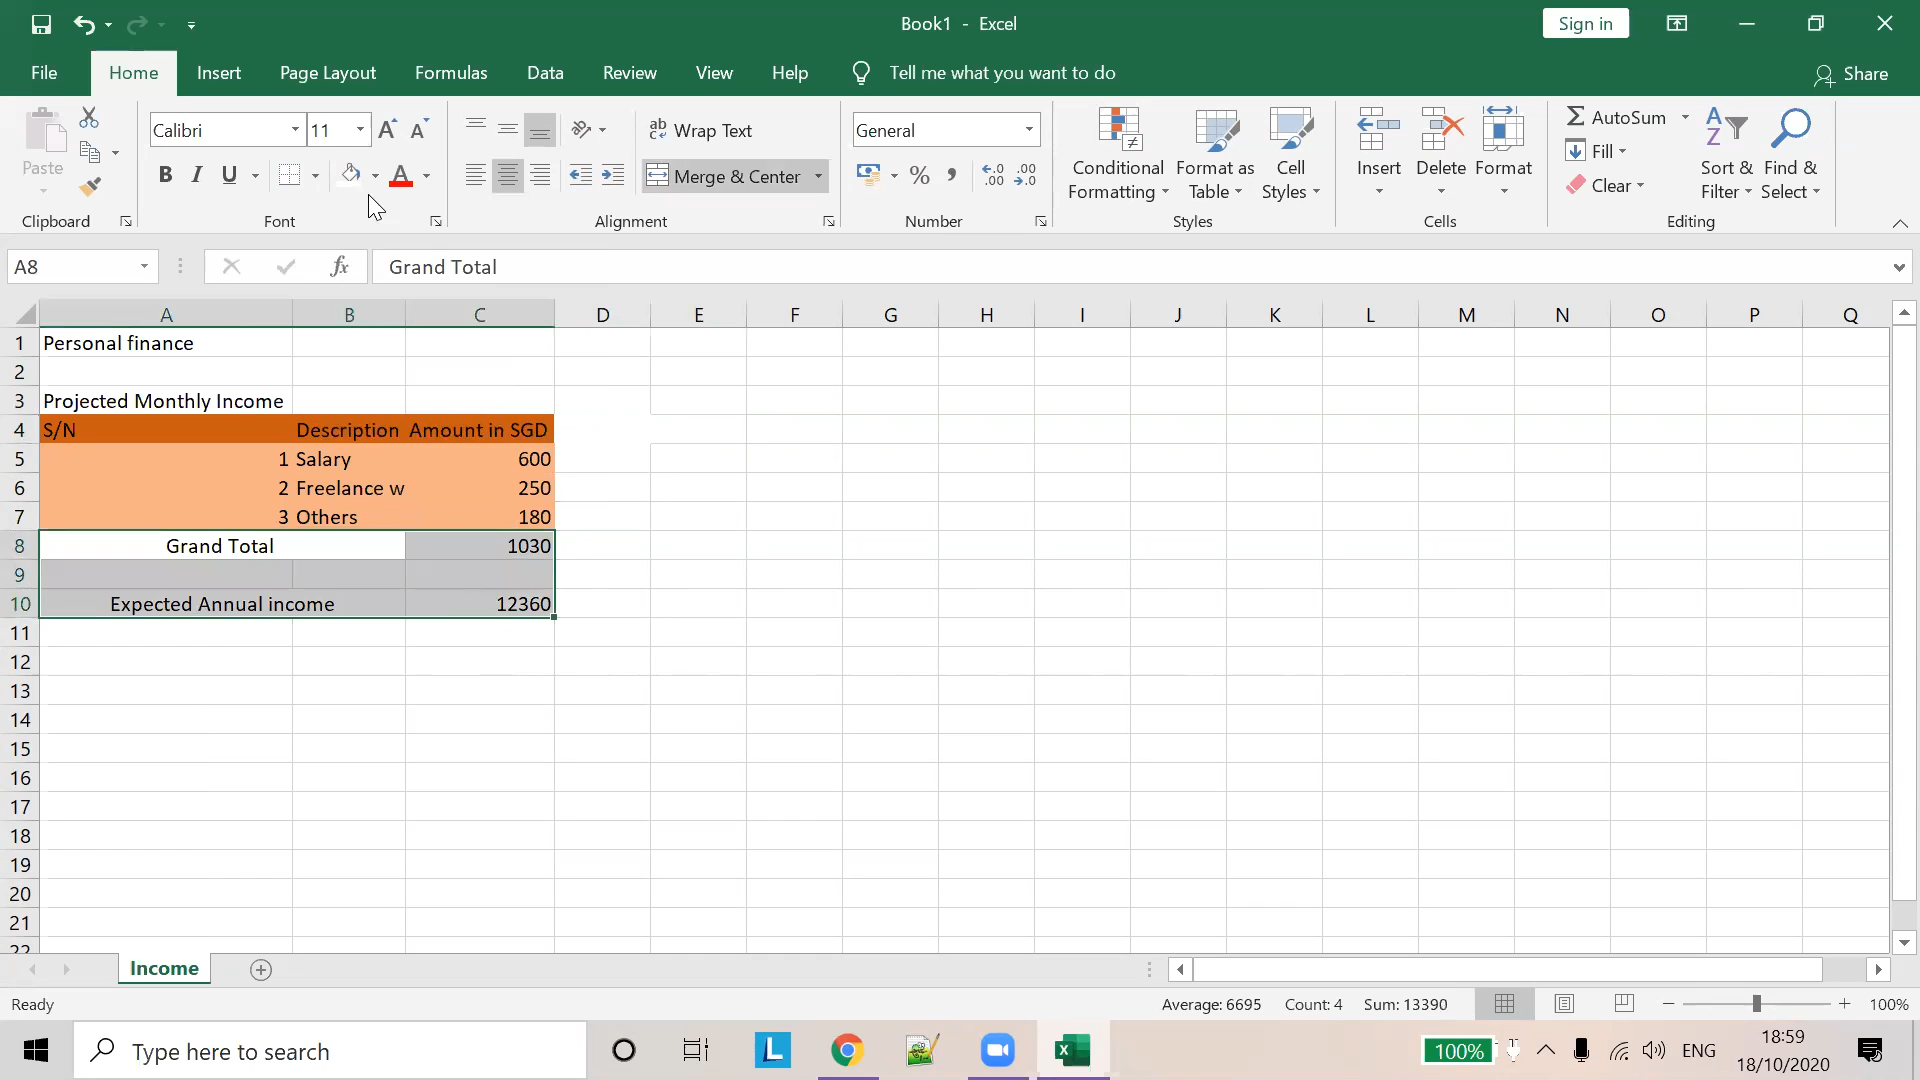 Book1 - Excel
Sign in
File Home Insert Page Layout Formulas Data Review View Help Tell me what you want to do Share
Paste
Calibri 11
B I U A
ab Wrap Text
Merge & Center
General
% ,
Conditional Formatting
Format as Table
Cell Styles
Insert Delete Format
AutoSum
Fill
Clear
Sort & Filter
Find & Select
Clipboard Font Alignment Number Styles Cells Editing
A8 fx Grand Total
A B C D E F G H I J K L M N O P Q
1 Personal finance
2
3 Projected Monthly Income
4 S/N Description Amount in SGD
5 1 Salary 600
6 2 Freelance w 250
7 3 Others 180
8 Grand Total 1030
9
10 Expected Annual income 12360
11
12
13
14
15
16
17
18
19
20
21
22
Income
Ready Average: 6695 Count: 4 Sum: 13390 100%
Type here to search L 100% ENG 18:59
18/10/2020